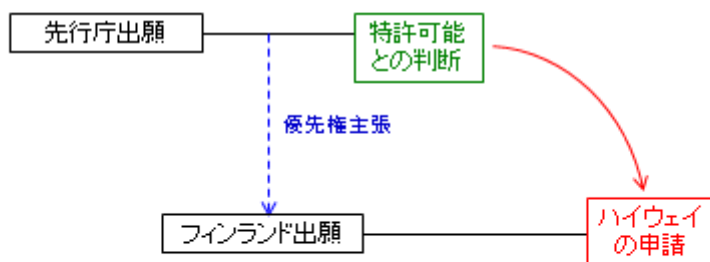 先行庁出願
特許可能
との判断
優先権主張
フィンランド出願
ハイウェイ
の申請